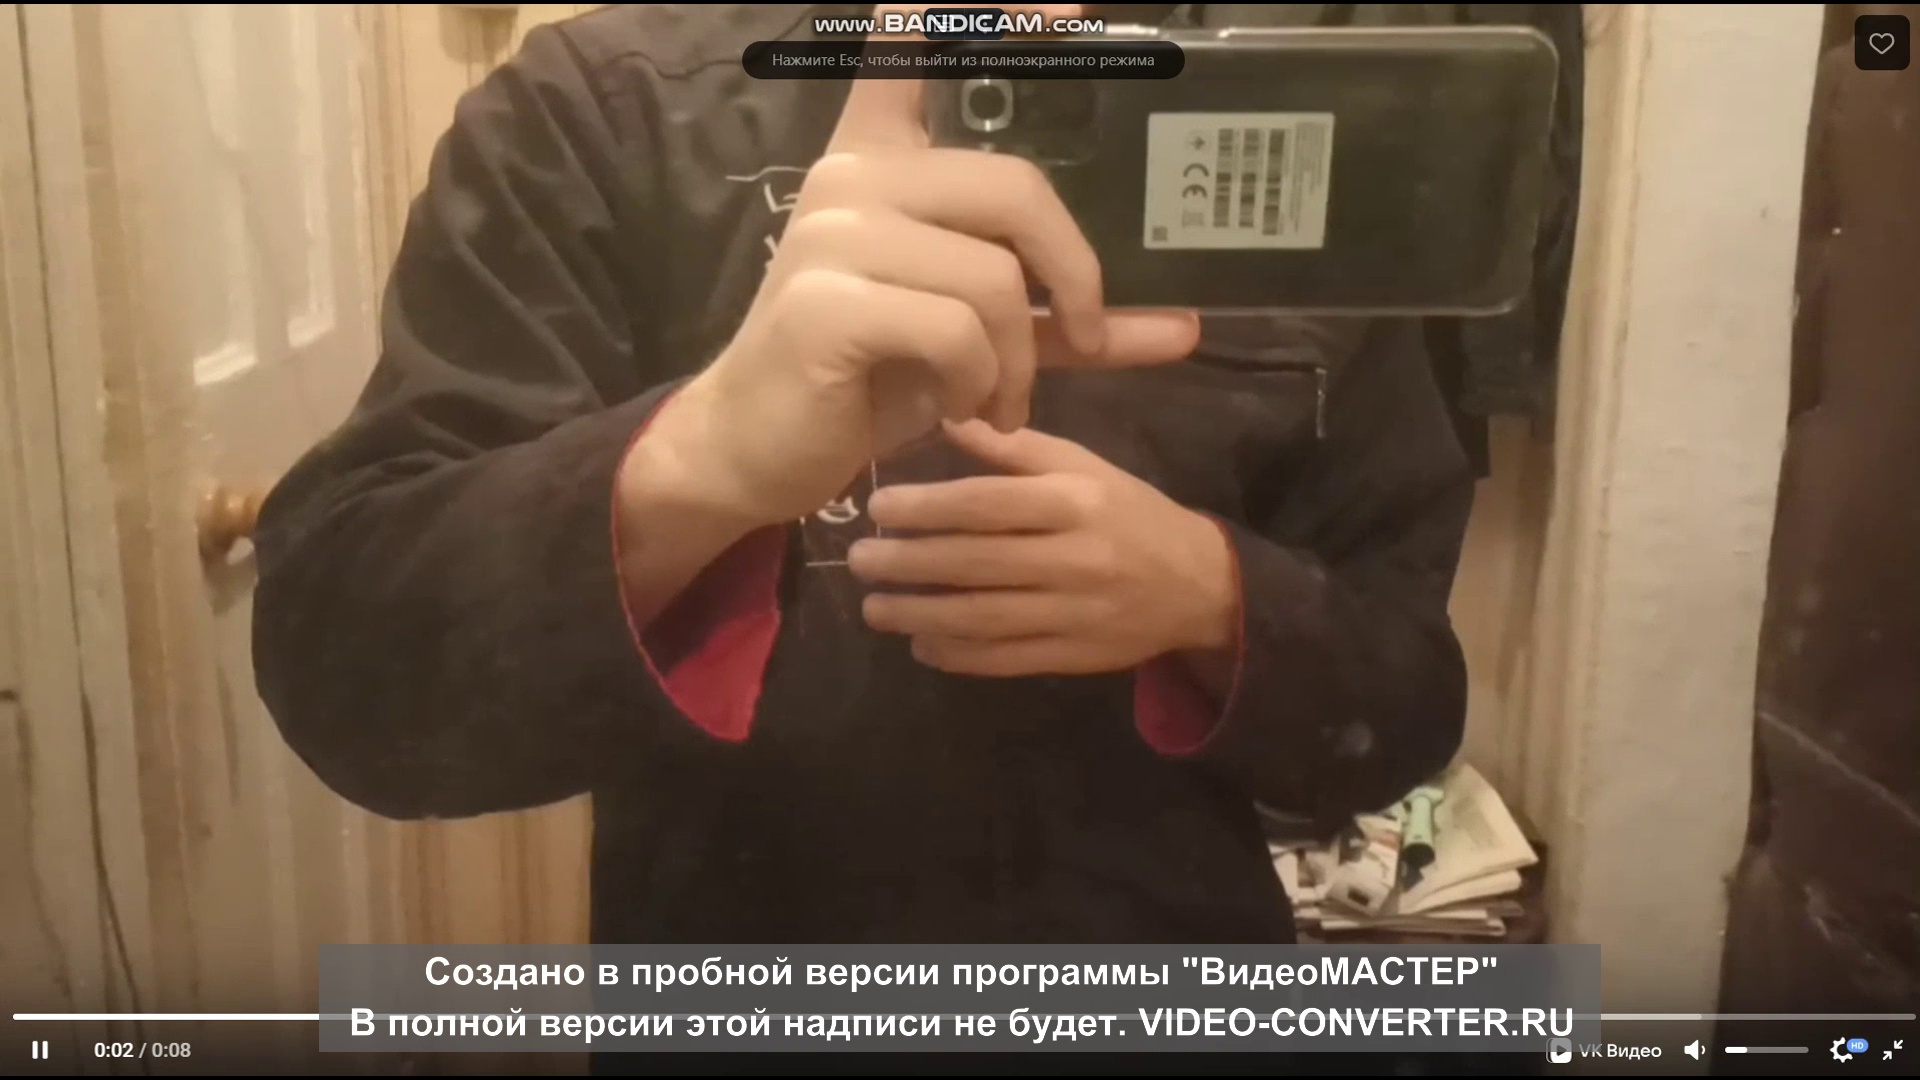 www.BANDICAM.com
Нажмите Esc, чтобы выйти из полноэкранного режима
CE
Создано в пробной версии программы "ВидеоМАСТЕР"
В полной версии этой надписи не будет. VIDEO-CONVERTER.RU
0:02 / 0:08
VK Видео
HD